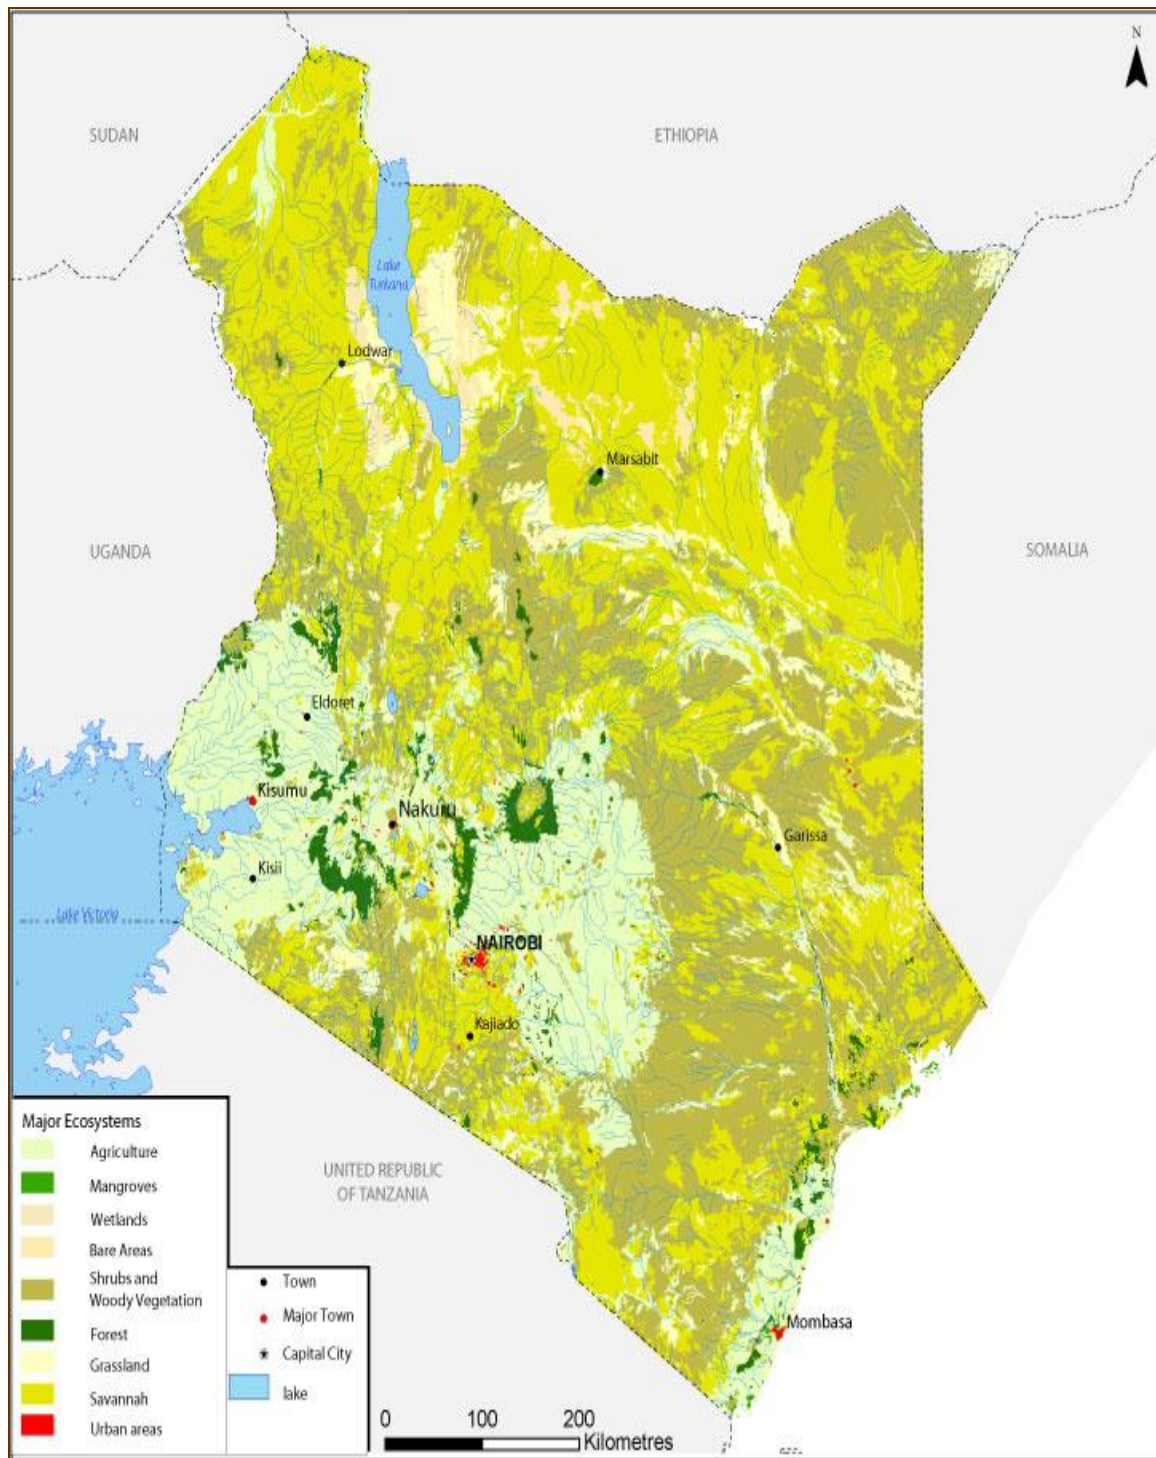 N
SUDAN
ETHIOPIA
Lake
Turkana
Lodwar
Marsabit
UGANDA
SOMALIA
Eldoret
Kisumu
Nakuru
Garissa
Kisii
Lake Victoria
NAIROBI
Kajiado
UNITED REPUBLIC
OF TANZANIA
Mombasa
Major Ecosystems
Agriculture
Mangroves
Wetlands
Bare Areas
Shrubs and
Woody Vegetation
Forest
Grassland
Savannah
Urban areas
Town
Major Town
Capital City
lake
0 100 200
Kilometres